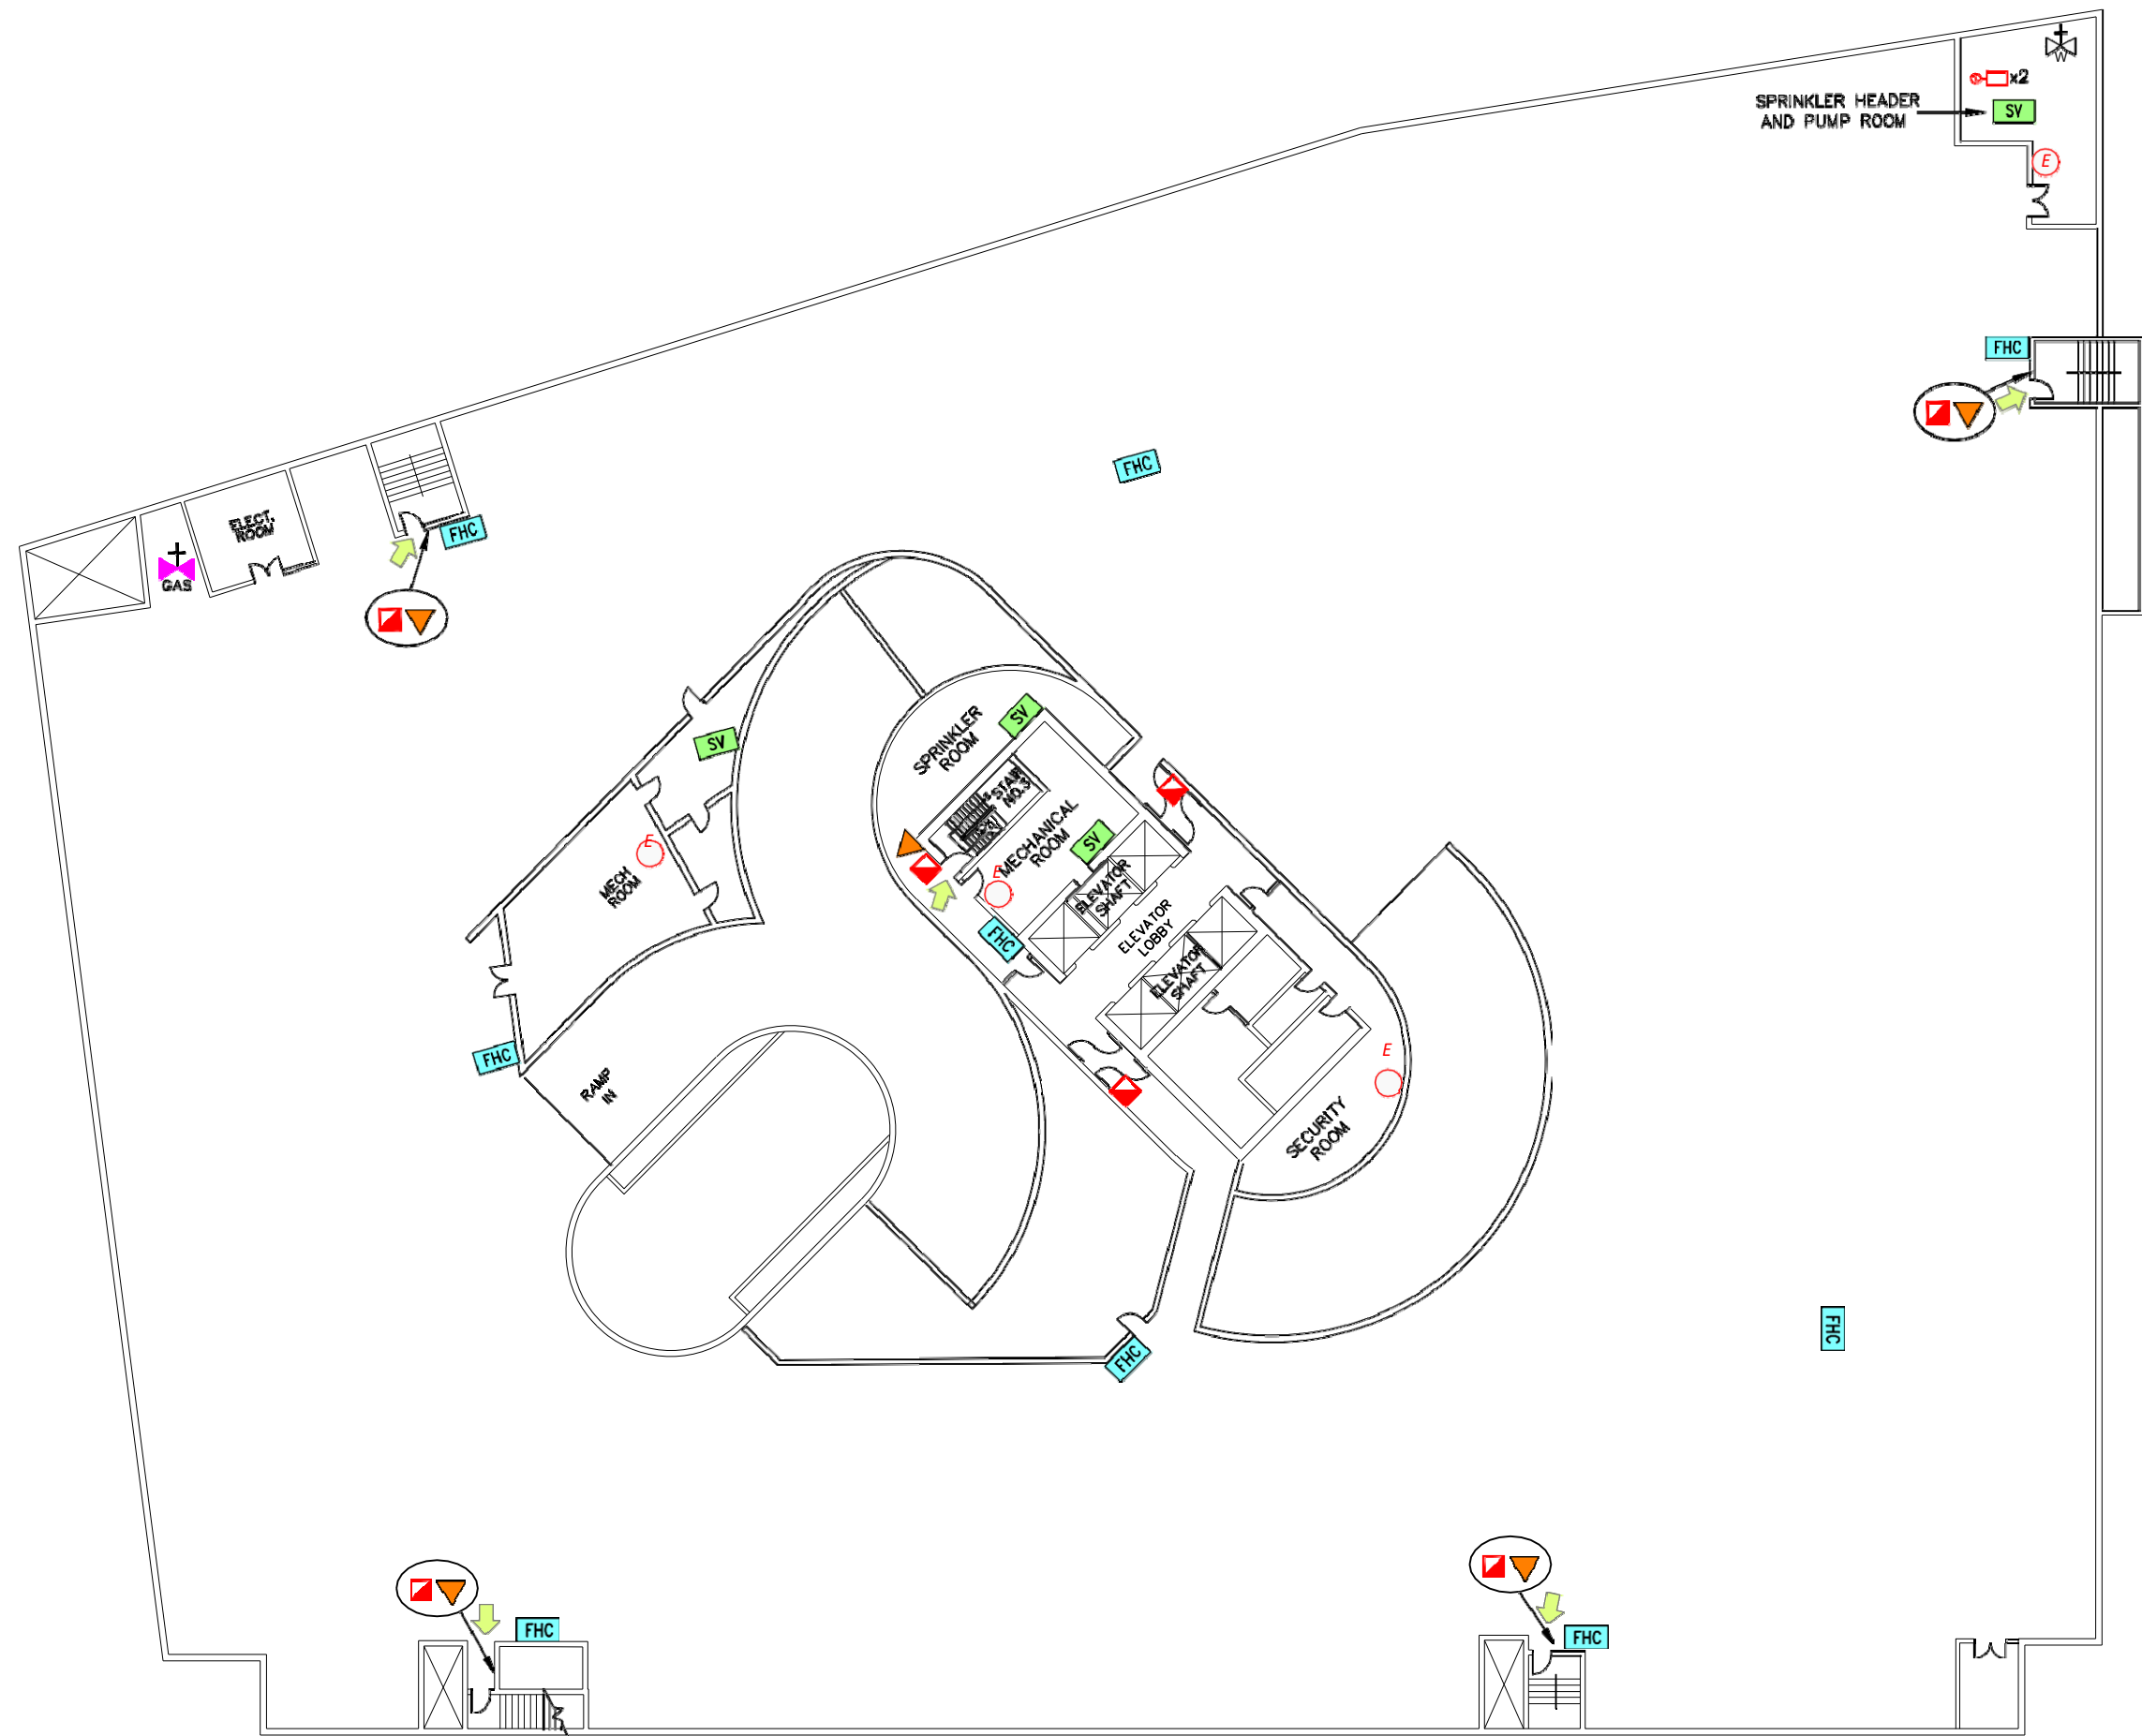 W
x2
SPRINKLER HEADER
AND PUMP ROOM
SV
E
FHC
FHC
ELECT.
ROOM
FHC
GAS
SV
SPRINKLER
ROOM
SV
STAIR
NO.3
MECHANICAL
ROOM
SV
E
MECH
ROOM
E
ELEVATOR
SHAFT
FHC
ELEVATOR
LOBBY
ELEVATOR
SHAFT
FHC
RAMP
IN
E
SECURITY
ROOM
FHC
FHC
FHC
FHC